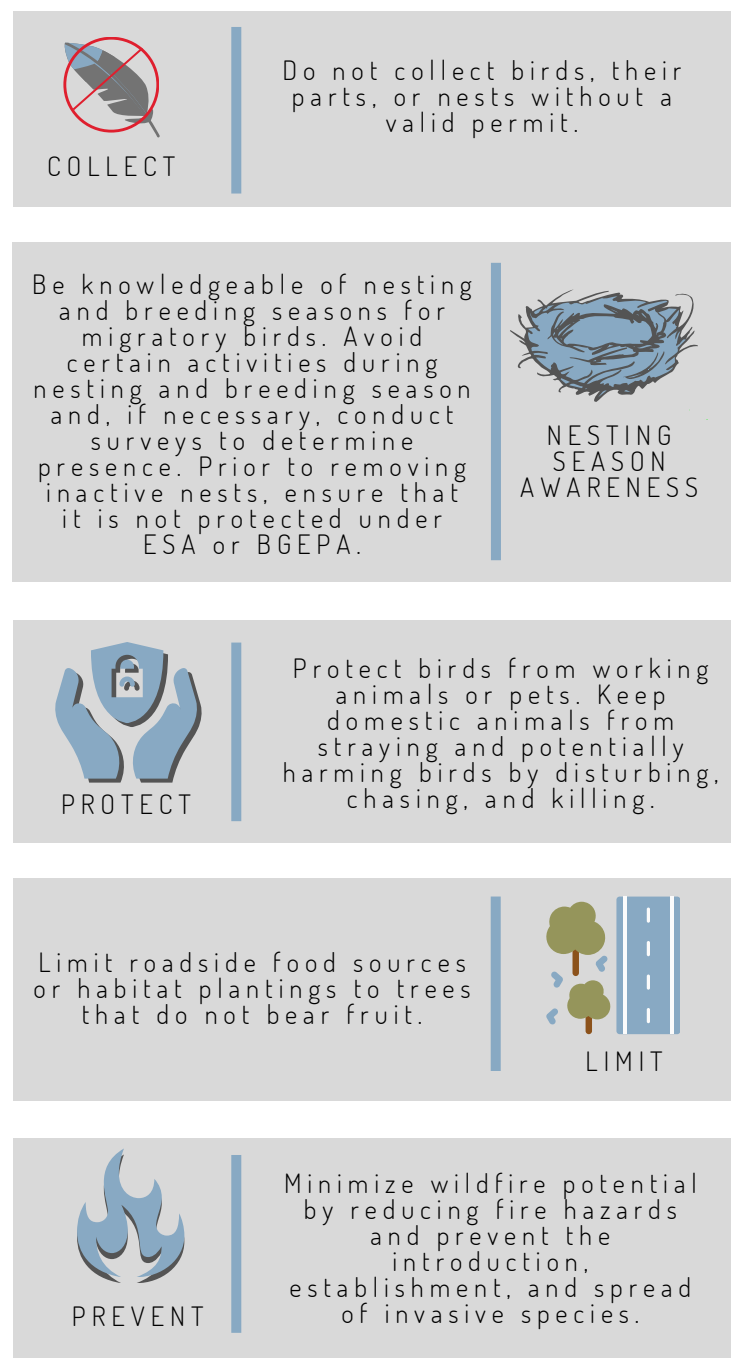 Do not collect birds, their
parts, or nests without a
valid permit.
COLLECT
Be knowledgeable of nesting
and breeding seasons for
migratory birds. Avoid
certain activities during
nesting and breeding season
and, if necessary, conduct
surveys to determine
presence. Prior to removing
inactive nests, ensure that
it is not protected under
ESA or BGEPA.
NESTING
SEASON
AWARENESS
Protect birds from working
animals or pets. Keep
domestic animals from
straying and potentially
harming birds by disturbing,
chasing, and killing.
PROTECT
Limit roadside food sources
or habitat plantings to trees
that do not bear fruit.
LIMIT
Minimize wildfire potential
by reducing fire hazards
and prevent the
introduction,
establishment, and spread
of invasive species.
PREVENT